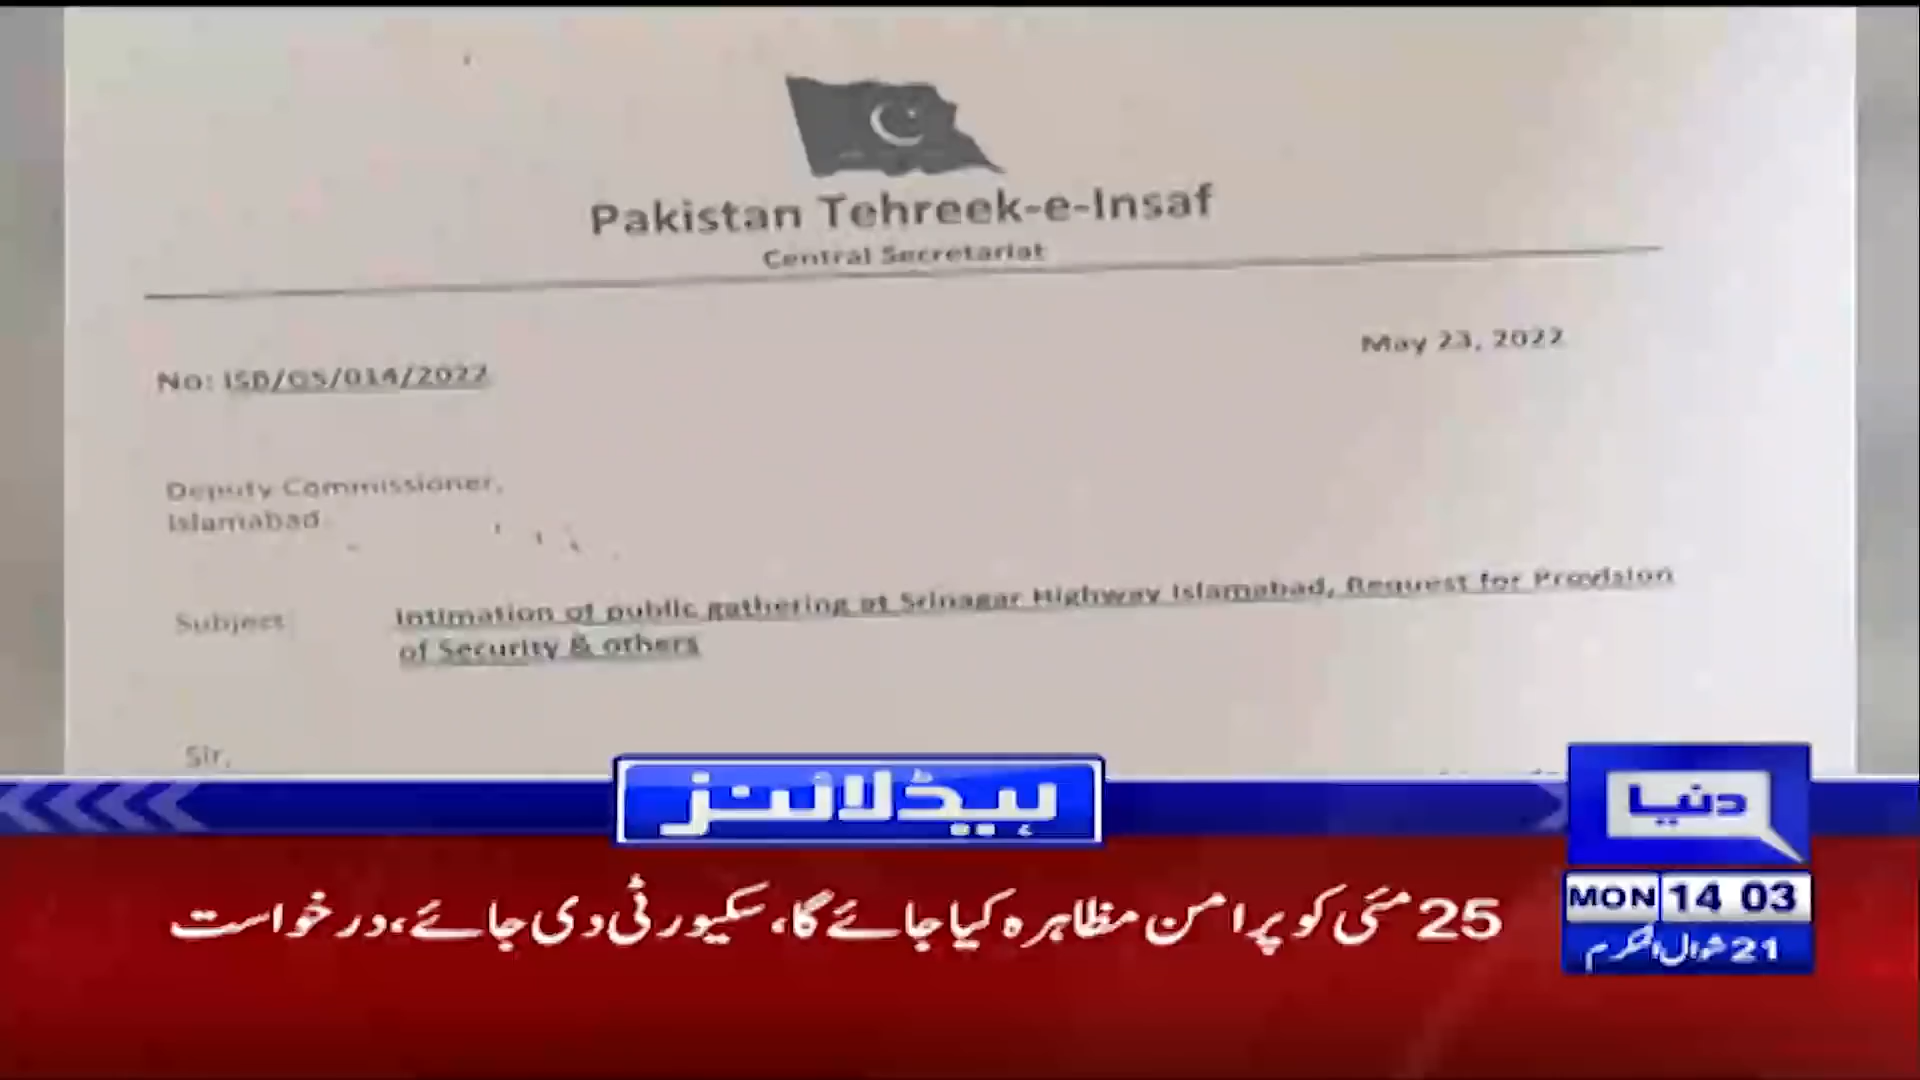 Pakistan Tehreek-e-Insaf
Central Secretariat
May 23, 2022
No: ISB/GS/014/2022
Deputy Commissioner,
Islamabad.
Subject: Intimation of public gathering at Srinagar Highway Islamabad, Request for Provision
of Security & others
Sir,
ہیڈلائنز
دنیا
25 مئی کو پرامن مظاہرہ کیا جائے گا، سکیورٹی دی جائے، درخواست
MON 14 03
21 شوال المکرم